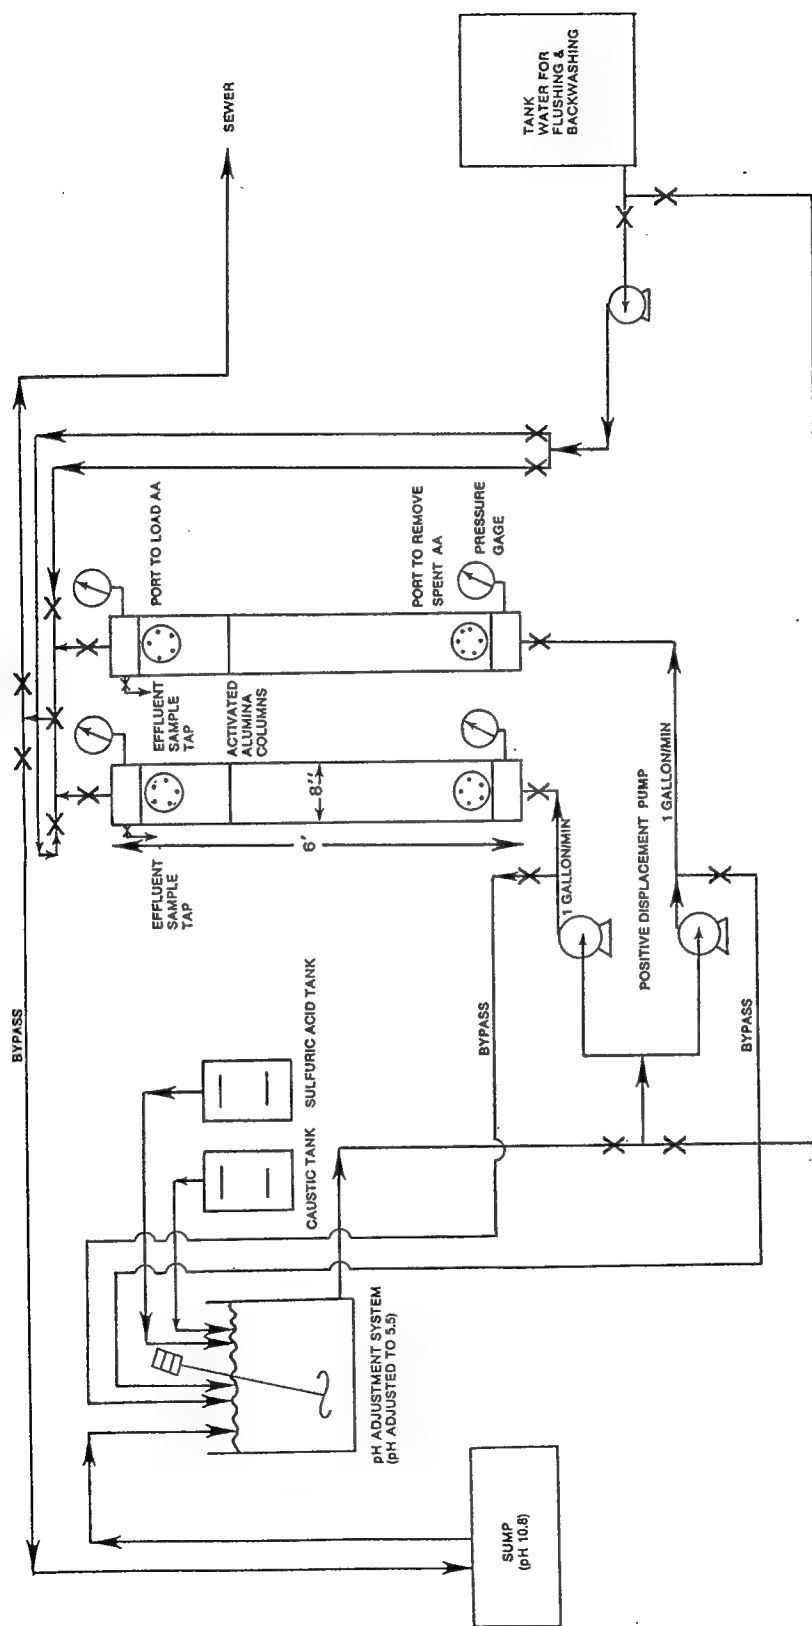 BYPASS
SEWER
TANK
WATER FOR
FLUSHING &
BACKWASHING
PORT TO LOAD AA
PORT TO REMOVE
SPENT AA
PRESSURE
GAGE
EFFLUENT
SAMPLE
TAP
ACTIVATED
ALUMINA
COLUMNS
8"
6'
EFFLUENT
SAMPLE
TAP
1 GALLON/MIN
POSITIVE DISPLACEMENT PUMP
1 GALLON/MIN
BYPASS
BYPASS
SULFURIC ACID TANK
CAUSTIC TANK
pH ADJUSTMENT SYSTEM
(pH ADJUSTED TO 5.5)
SUMP
(pH 10.8)